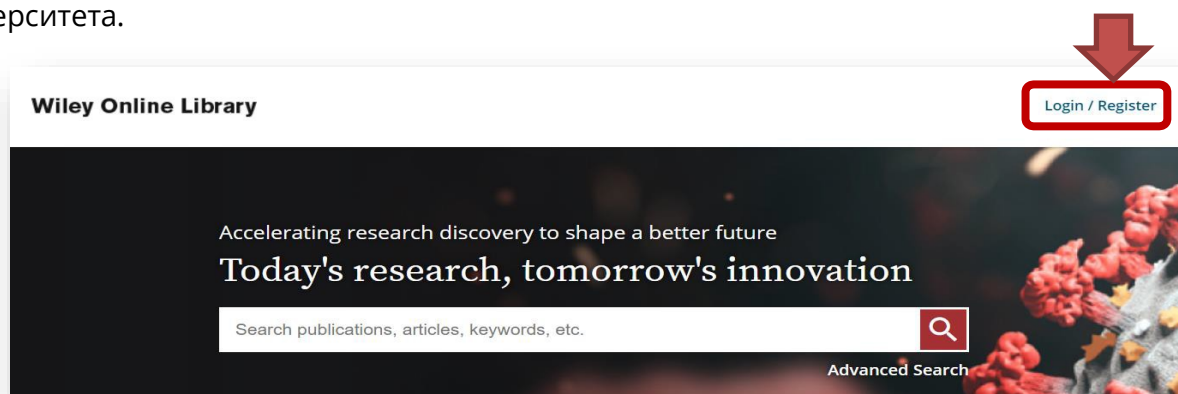 ерситета.
Wiley Online Library
Login / Register
Accelerating research discovery to shape a better future
Today's research, tomorrow's innovation
Search publications, articles, keywords, etc.
Advanced Search